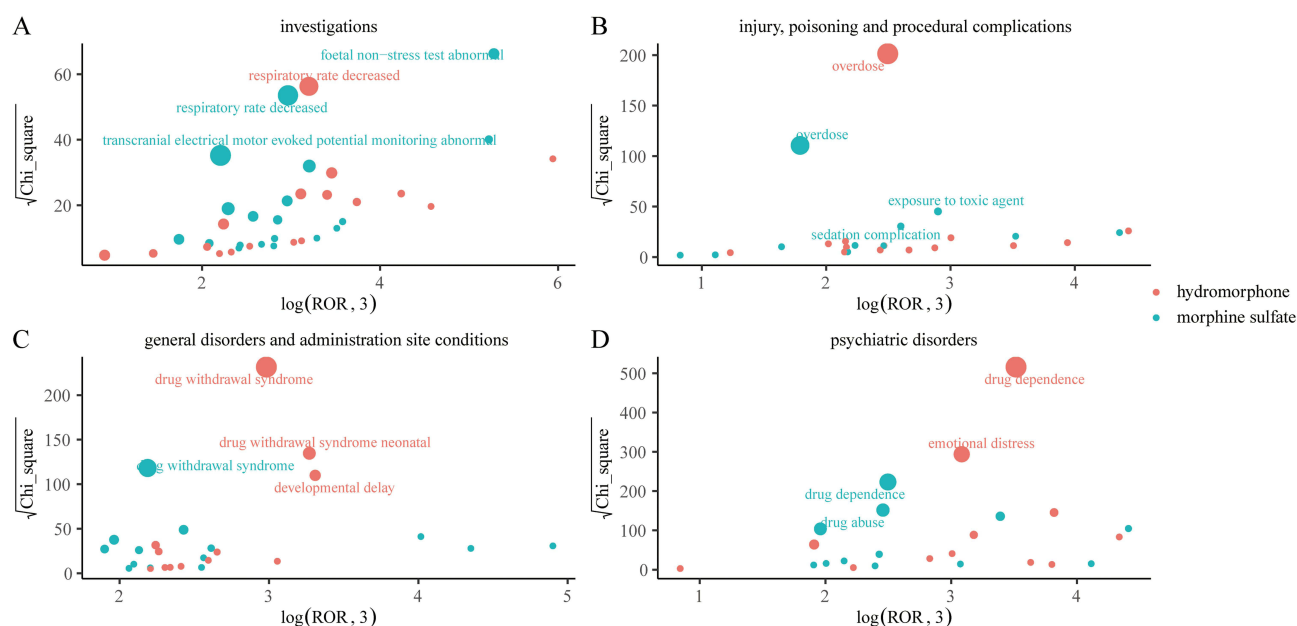 A
investigations
foetal non−stress test abnormal
respiratory rate decreased
respiratory rate decreased
transcranial electrical motor evoked potential monitoring abnormal
60
40
20
√Chi_square
2
4
6
log(ROR, 3)
B
injury, poisoning and procedural complications
overdose
overdose
exposure to toxic agent
sedation complication
200
150
100
50
0
√Chi_square
1
2
3
4
log(ROR, 3)
hydromorphone
morphine sulfate
C
general disorders and administration site conditions
drug withdrawal syndrome
drug withdrawal syndrome neonatal
drug withdrawal syndrome
developmental delay
200
150
100
50
0
√Chi_square
2
3
4
5
log(ROR, 3)
D
psychiatric disorders
drug dependence
emotional distress
drug dependence
drug abuse
500
400
300
200
100
0
√Chi_square
1
2
3
4
log(ROR, 3)